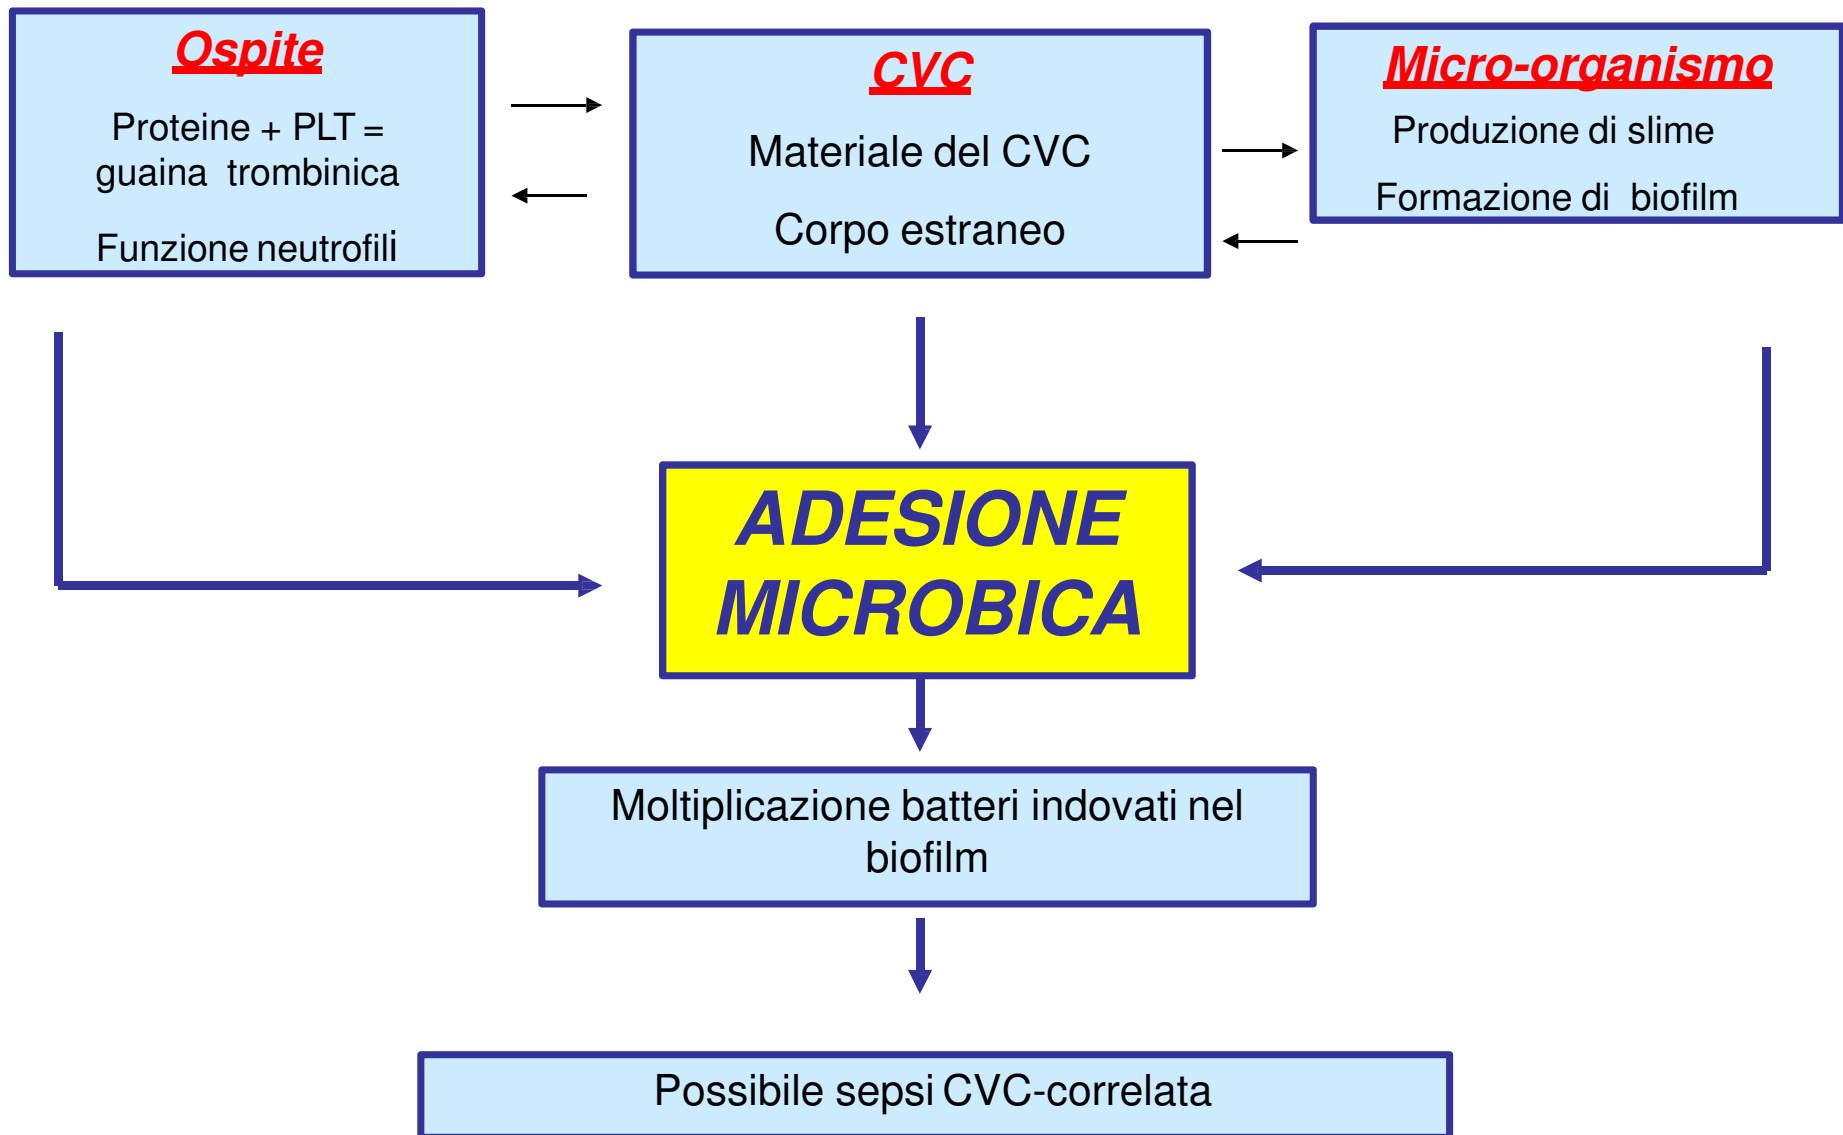 Ospite
Proteine + PLT =
guaina trombinica
Funzione neutrofili
CVC
Materiale del CVC
Corpo estraneo
Micro-organismo
Produzione di slime
Formazione di biofilm
ADESIONE
MICROBICA
Moltiplicazione batteri indovati nel
biofilm
Possibile sepsi CVC-correlata